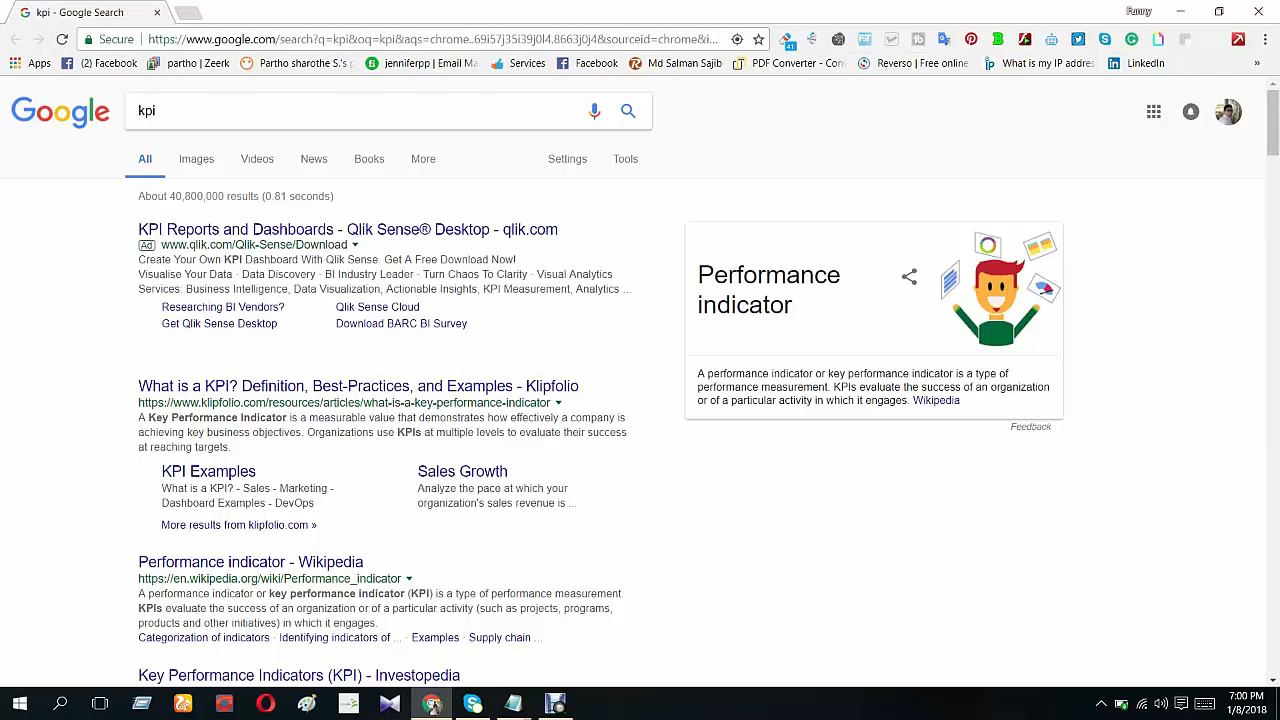 kpi - Google Search
Funny
Secure
https://www.google.com/search?q=kpi&oq=kpi&aqs=chrome..69i57j35i39j0l4.8663j0j4&sourceid=chrome&i...
41
Apps
(2) Facebook
partho | Zeerk
Partho sharothe S.'s p
jenniferpp | Email Ma
Services
Facebook
Md Salman Sajib
PDF Converter - Conv
Reverso | Free online
What is my IP addres
LinkedIn
»
Google
kpi
All
Images
Videos
News
Books
More
Settings
Tools
About 40,800,000 results (0.81 seconds)
KPI Reports and Dashboards - Qlik Sense® Desktop - qlik.com
Ad www.qlik.com/Qlik-Sense/Download
Create Your Own KPI Dashboard With Qlik Sense. Get A Free Download Now!
Visualise Your Data · Data Discovery · BI Industry Leader · Turn Chaos To Clarity · Visual Analytics
Services: Business Intelligence, Data Visualization, Actionable Insights, KPI Measurement, Analytics ...
Researching BI Vendors?
Qlik Sense Cloud
Get Qlik Sense Desktop
Download BARC BI Survey
What is a KPI? Definition, Best-Practices, and Examples - Klipfolio
https://www.klipfolio.com/resources/articles/what-is-a-key-performance-indicator
A Key Performance Indicator is a measurable value that demonstrates how effectively a company is
achieving key business objectives. Organizations use KPIs at multiple levels to evaluate their success
at reaching targets.
KPI Examples
What is a KPI? - Sales - Marketing -
Dashboard Examples - DevOps
Sales Growth
Analyze the pace at which your
organization's sales revenue is ...
More results from klipfolio.com »
Performance indicator - Wikipedia
https://en.wikipedia.org/wiki/Performance_indicator
A performance indicator or key performance indicator (KPI) is a type of performance measurement.
KPIs evaluate the success of an organization or of a particular activity (such as projects, programs,
products and other initiatives) in which it engages.
Categorization of indicators · Identifying indicators of ... · Examples · Supply chain ...
Key Performance Indicators (KPI) - Investopedia
Performance
indicator
A performance indicator or key performance indicator is a type of
performance measurement. KPIs evaluate the success of an organization
or of a particular activity in which it engages. Wikipedia
Feedback
7:00 PM
1/8/2018